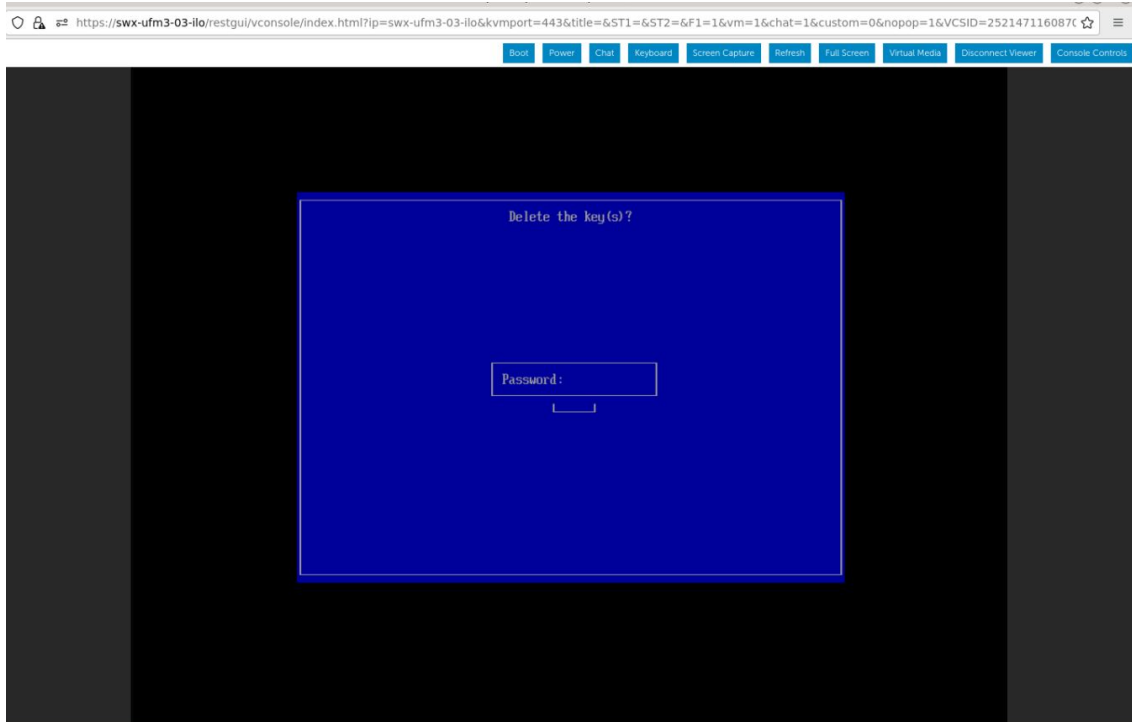 https://swx-ufm3-03-ilo/restgui/vconsole/index.html?ip=swx-ufm3-03-ilo&kvmport=443&title=&ST1=&ST2=&F1=1&vm=1&chat=1&custom=0&nopop=1&VCSID=252147116087(
Boot Power Chat Keyboard Screen Capture Refresh Full Screen Virtual Media Disconnect Viewer Console Controls
Delete the key(s)?
Password: